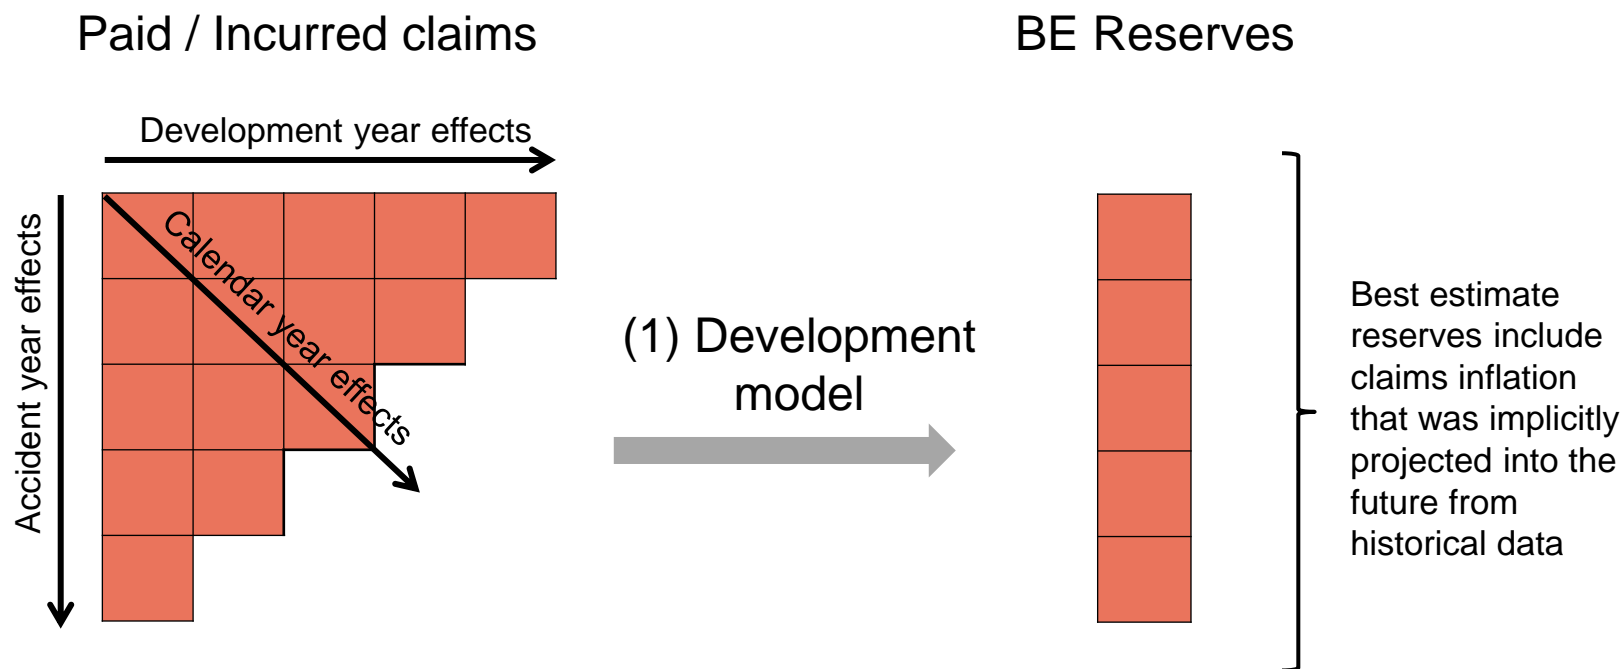 Paid / Incurred claims
BE Reserves
Development year effects
Accident year effects
Calendar year effects
(1) Development
model
Best estimate
reserves include
claims inflation
that was implicitly
projected into the
future from
historical data